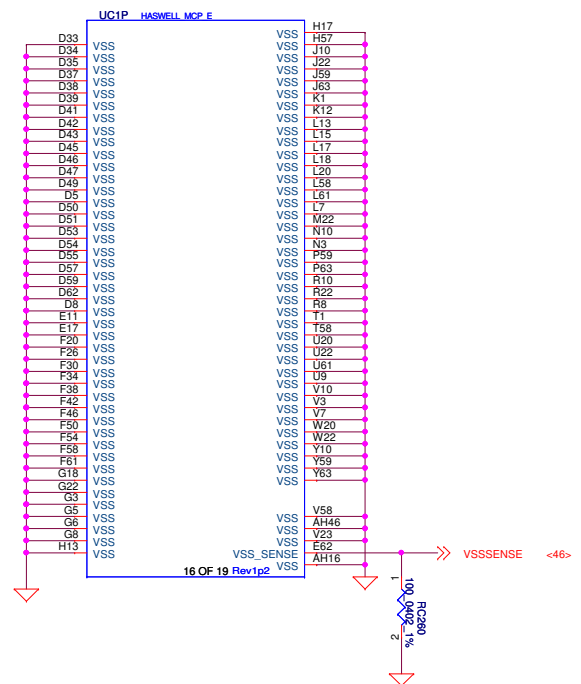 UC1P HASWELL_MCP_E
VSS H17
D33 VSS VSS H57
D34 VSS VSS J10
D35 VSS VSS J22
D37 VSS VSS J59
D38 VSS VSS J63
D39 VSS VSS K1
D41 VSS VSS K12
D42 VSS VSS L13
D43 VSS VSS L15
D45 VSS VSS L17
D46 VSS VSS L18
D47 VSS VSS L20
D49 VSS VSS L58
D5 VSS VSS L61
D50 VSS VSS L7
D51 VSS VSS M22
D53 VSS VSS N10
D54 VSS VSS N3
D55 VSS VSS P59
D57 VSS VSS P63
D59 VSS VSS R10
D62 VSS VSS R22
D8 VSS VSS R8
E11 VSS VSS T1
E17 VSS VSS T58
F20 VSS VSS U20
F26 VSS VSS U22
F30 VSS VSS U61
F34 VSS VSS U9
F38 VSS VSS V10
F42 VSS VSS V3
F46 VSS VSS V7
F50 VSS VSS W20
F54 VSS VSS W22
F58 VSS VSS Y10
F61 VSS VSS Y59
G18 VSS VSS Y63
G22 VSS
G3 VSS
G5 VSS VSS V58
G6 VSS VSS AH46
G8 VSS VSS V23
H13 VSS VSS_SENSE E62 VSSSENSE <46>
VSS AH16
16 OF 19 Rev1p2
1
RC260
100_0402_1%
2